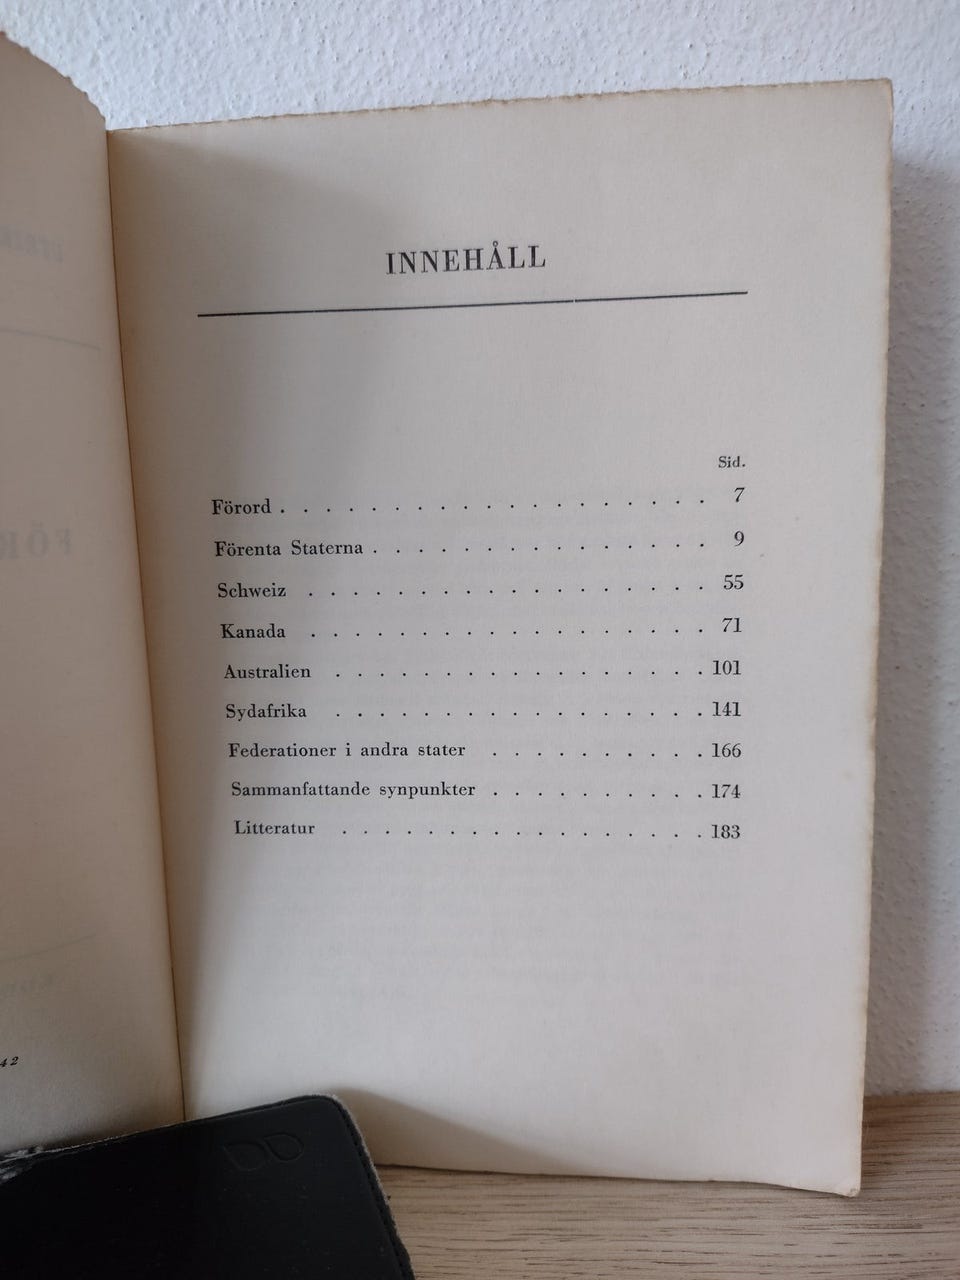 42
INNEHÅLL
Sid.
Förord . . . . . . . . . . . . . . . . . . . 7
Förenta Staterna . . . . . . . . . . . . . . . 9
Schweiz . . . . . . . . . . . . . . . . . . 55
Kanada . . . . . . . . . . . . . . . . . . 71
Australien . . . . . . . . . . . . . . . . . 101
Sydafrika . . . . . . . . . . . . . . . . . 141
Federationer i andra stater . . . . . . . . . . 166
Sammanfattande synpunkter . . . . . . . . . . 174
Litteratur . . . . . . . . . . . . . . . . . 183